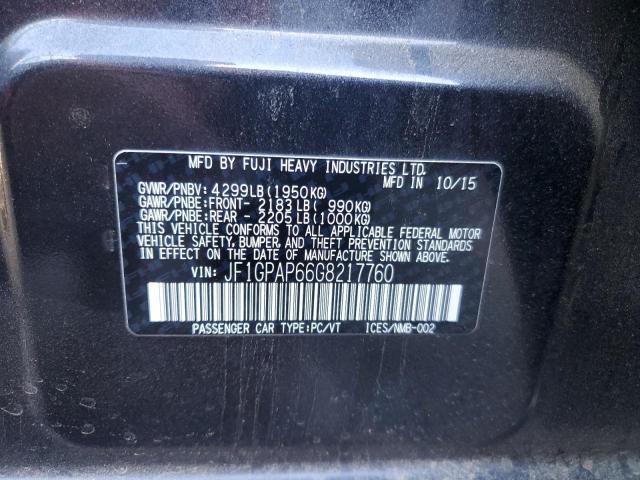 MFD BY FUJI HEAVY INDUSTRIES LTD.
GVWR/PNBV: 4299LB(1950KG) 10/15
GAWR/PNBE:FRONT- 2183LB( 990KG)
GAWR/PNBE:REAR - 2205LB(1000KG)
THIS VEHICLE CONFORMS TO ALL APPLICABLE FEDERAL MOTOR
VEHICLE SAFETY, BUMPER, AND THEFT PREVENTION STANDARDS
IN EFFECT ON THE DATE OF MANUFACTURE SHOWN ABOVE.
VIN: JF1GPAP66G8217760
PASSENGER CAR TYPE:PC/VT ICES/NMB-002